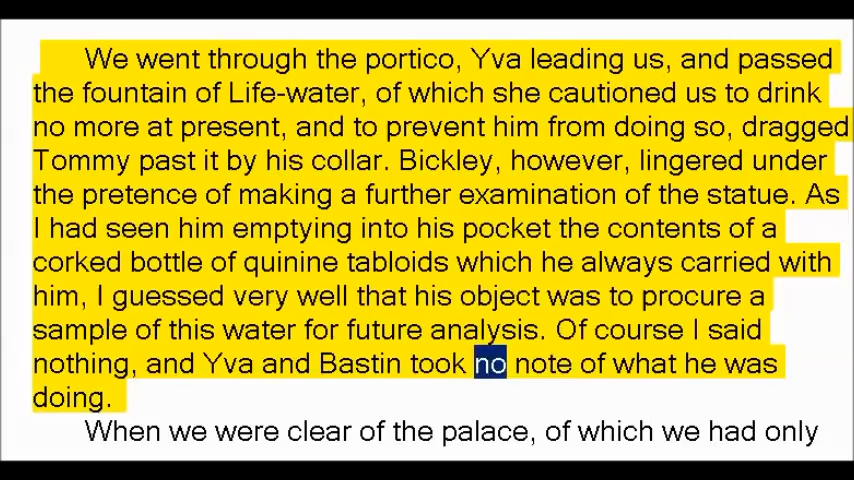 We went through the portico, Yva leading us, and passed
the fountain of Life-water, of which she cautioned us to drink
no more at present, and to prevent him from doing so, dragged
Tommy past it by his collar. Bickley, however, lingered under
the pretence of making a further examination of the statue. As
I had seen him emptying into his pocket the contents of a
corked bottle of quinine tabloids which he always carried with
him, I guessed very well that his object was to procure a
sample of this water for future analysis. Of course I said
nothing, and Yva and Bastin took no note of what he was
doing.
When we were clear of the palace, of which we had only